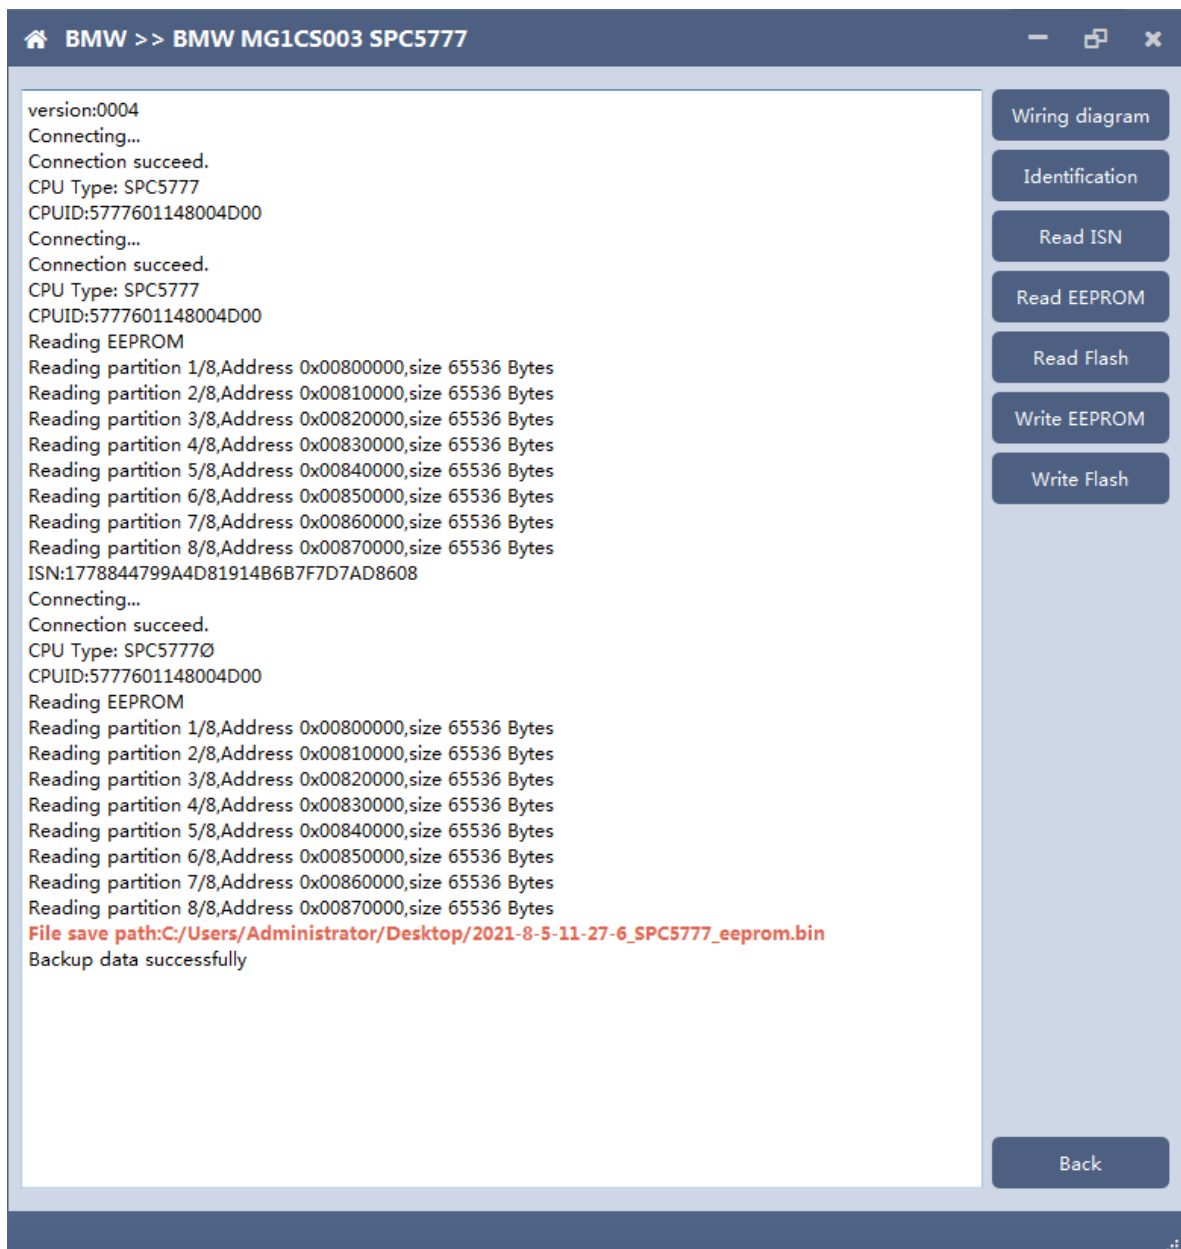 BMW >> BMW MG1CS003 SPC5777
version:0004
Connecting...
Connection succeed.
CPU Type: SPC5777
CPUID:5777601148004D00
Connecting...
Connection succeed.
CPU Type: SPC5777
CPUID:5777601148004D00
Reading EEPROM
Reading partition 1/8,Address 0x00800000,size 65536 Bytes
Reading partition 2/8,Address 0x00810000,size 65536 Bytes
Reading partition 3/8,Address 0x00820000,size 65536 Bytes
Reading partition 4/8,Address 0x00830000,size 65536 Bytes
Reading partition 5/8,Address 0x00840000,size 65536 Bytes
Reading partition 6/8,Address 0x00850000,size 65536 Bytes
Reading partition 7/8,Address 0x00860000,size 65536 Bytes
Reading partition 8/8,Address 0x00870000,size 65536 Bytes
ISN:1778844799A4D81914B6B7F7D7AD8608
Connecting...
Connection succeed.
CPU Type: SPC5777Ø
CPUID:5777601148004D00
Reading EEPROM
Reading partition 1/8,Address 0x00800000,size 65536 Bytes
Reading partition 2/8,Address 0x00810000,size 65536 Bytes
Reading partition 3/8,Address 0x00820000,size 65536 Bytes
Reading partition 4/8,Address 0x00830000,size 65536 Bytes
Reading partition 5/8,Address 0x00840000,size 65536 Bytes
Reading partition 6/8,Address 0x00850000,size 65536 Bytes
Reading partition 7/8,Address 0x00860000,size 65536 Bytes
Reading partition 8/8,Address 0x00870000,size 65536 Bytes
File save path:C:/Users/Administrator/Desktop/2021-8-5-11-27-6_SPC5777_eeprom.bin
Backup data successfully
Wiring diagram
Identification
Read ISN
Read EEPROM
Read Flash
Write EEPROM
Write Flash
Back